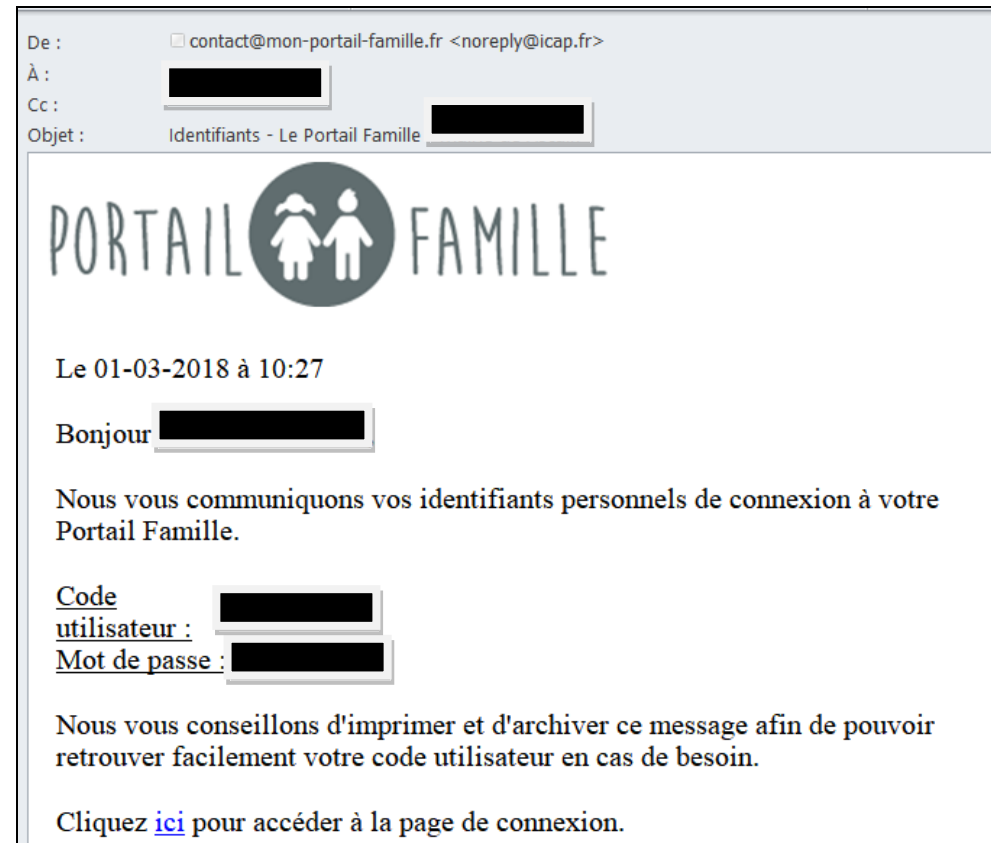 De : contact@mon-portail-famille.fr <noreply@icap.fr>
À :
Cc :
Objet : Identifiants - Le Portail Famille
PORTAIL FAMILLE
Le 01-03-2018 à 10:27
Bonjour
Nous vous communiquons vos identifiants personnels de connexion à votre
Portail Famille.
Code
utilisateur :
Mot de passe :
Nous vous conseillons d'imprimer et d'archiver ce message afin de pouvoir
retrouver facilement votre code utilisateur en cas de besoin.
Cliquez ici pour accéder à la page de connexion.